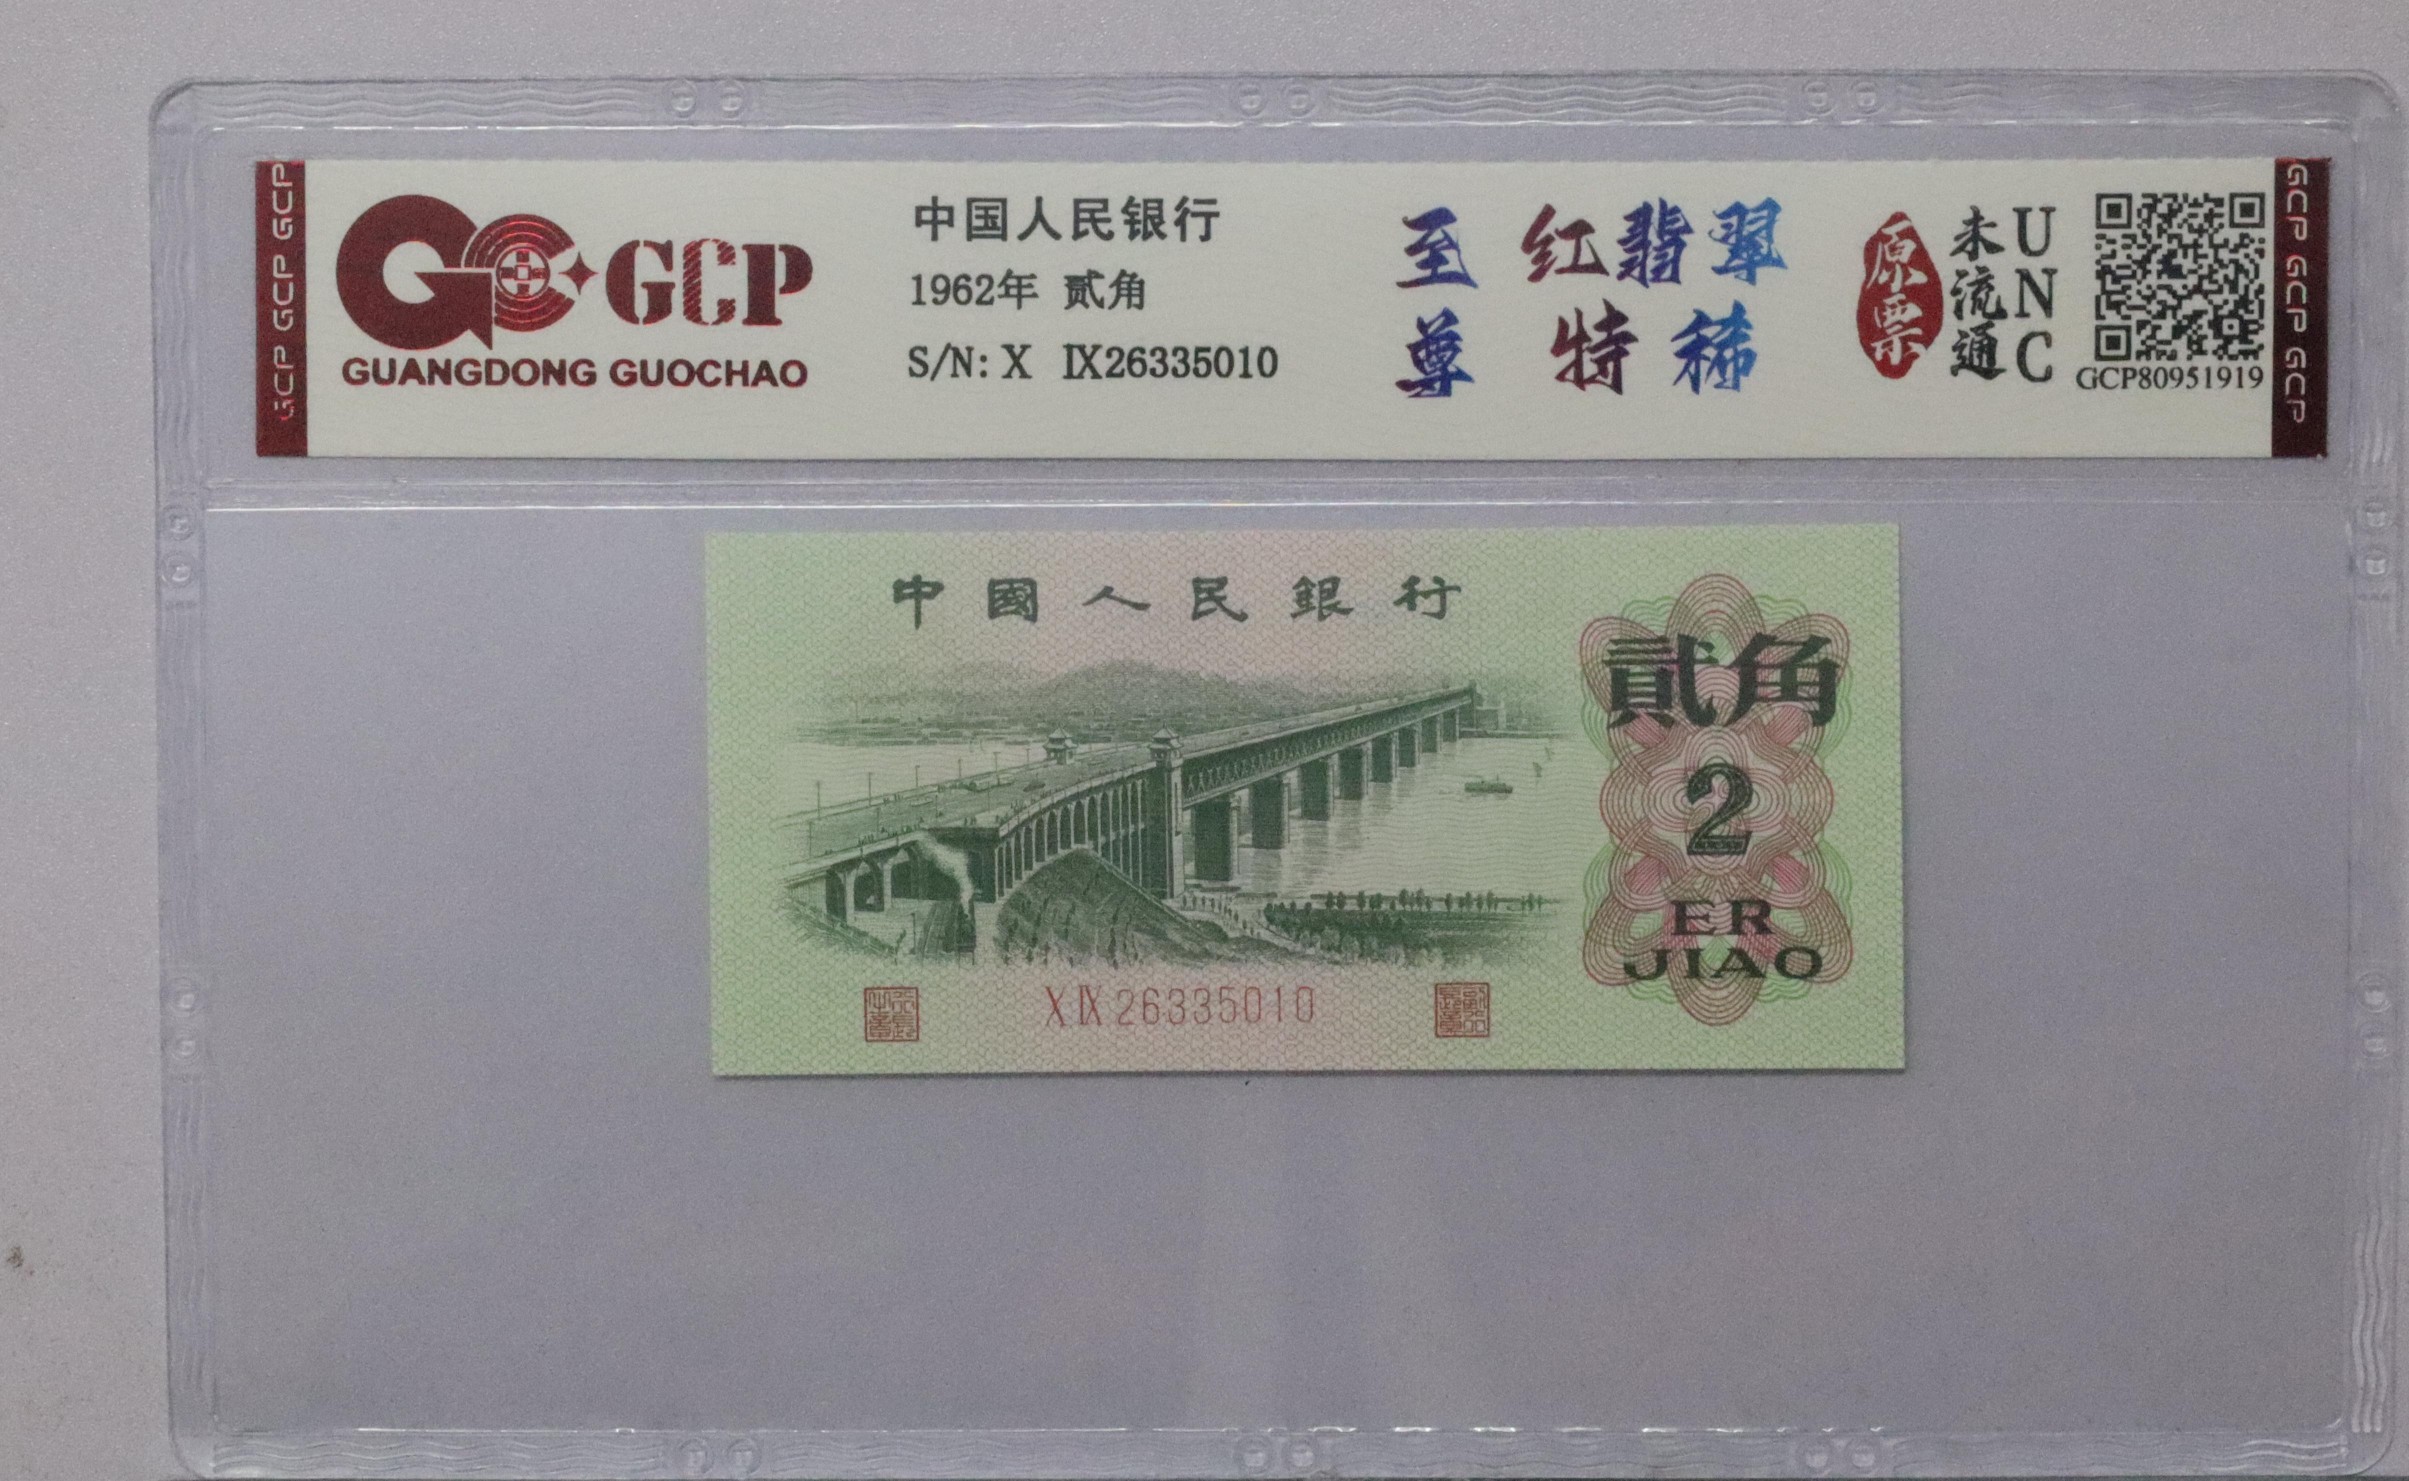 GCP GCP GCP
GCP
GUANGDONG GUOCHAO
中国人民银行
1962年 贰角
S/N: X IX26335010
至尊
红翡翠
特稀
原票
未流通
UNC
GCP80951919
GCP GCP GCP
中國人民銀行
貳角
2
ER
JIAO
X IX 26335010